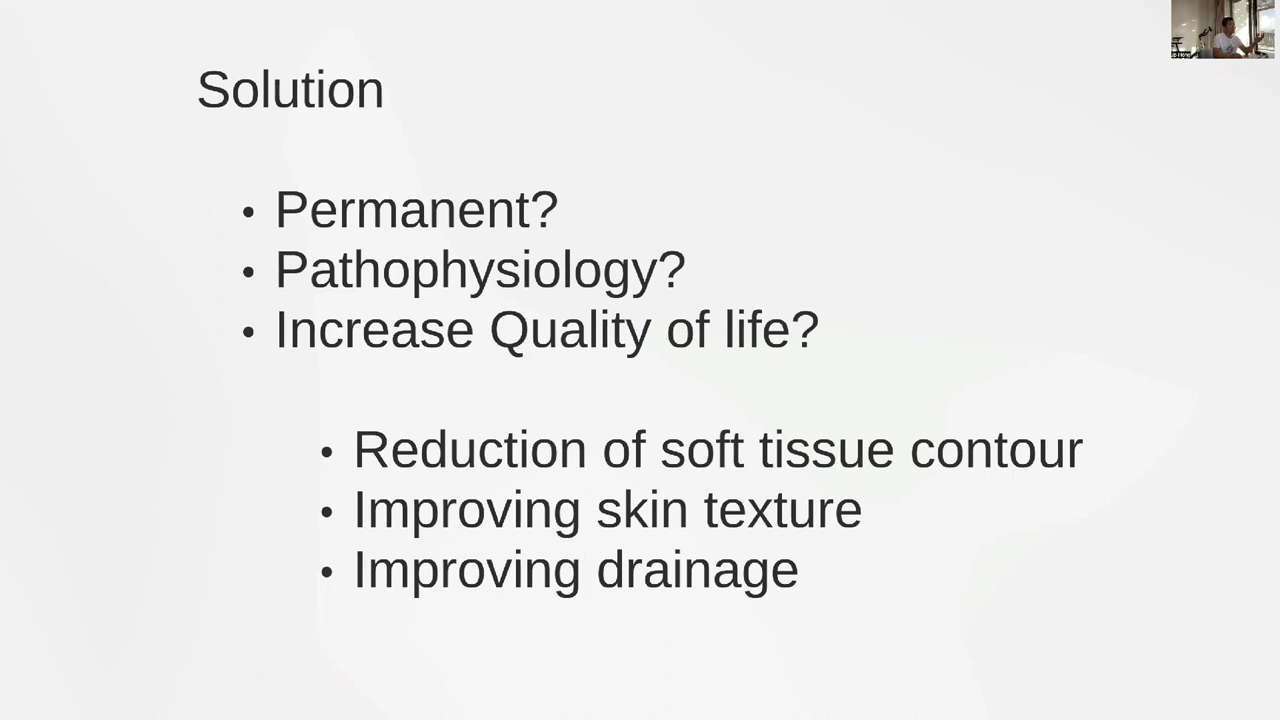 Solution
• Permanent?
• Pathophysiology?
• Increase Quality of life?
• Reduction of soft tissue contour
• Improving skin texture
• Improving drainage